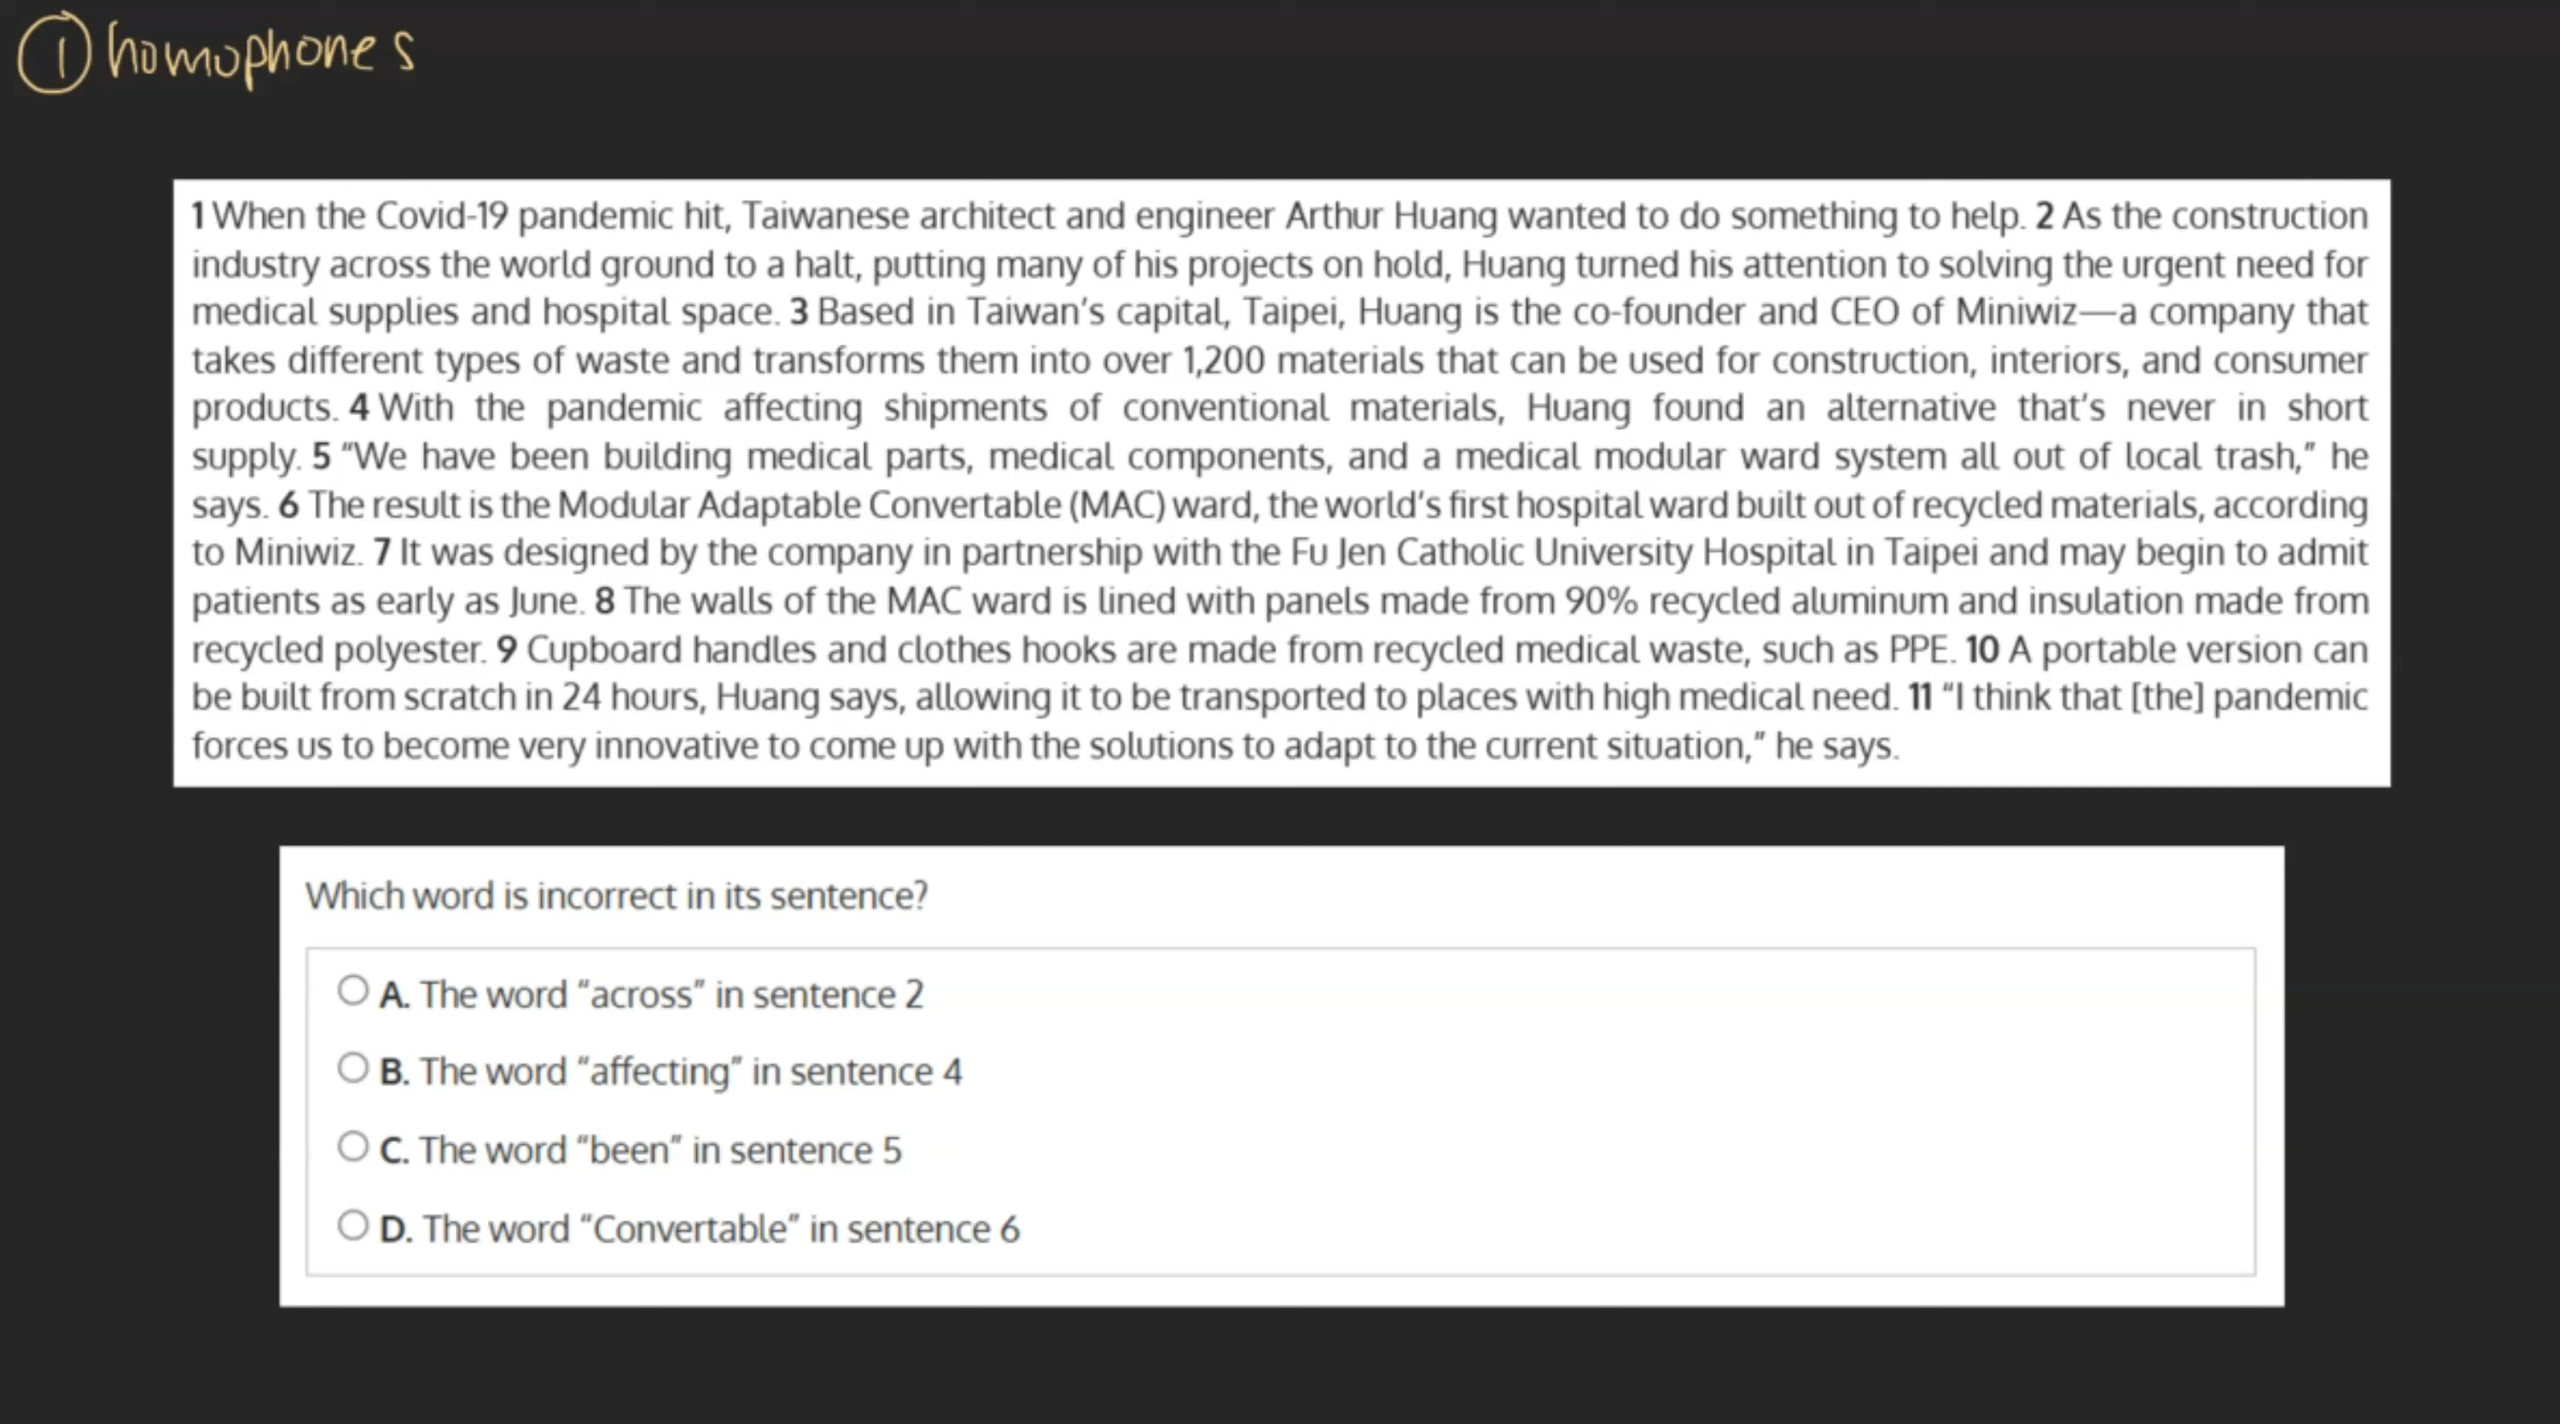 ① homophones
1 When the Covid-19 pandemic hit, Taiwanese architect and engineer Arthur Huang wanted to do something to help. 2 As the construction
industry across the world ground to a halt, putting many of his projects on hold, Huang turned his attention to solving the urgent need for
medical supplies and hospital space. 3 Based in Taiwan's capital, Taipei, Huang is the co-founder and CEO of Miniwiz—a company that
takes different types of waste and transforms them into over 1,200 materials that can be used for construction, interiors, and consumer
products. 4 With the pandemic affecting shipments of conventional materials, Huang found an alternative that's never in short
supply. 5 “We have been building medical parts, medical components, and a medical modular ward system all out of local trash,” he
says. 6 The result is the Modular Adaptable Convertable (MAC) ward, the world's first hospital ward built out of recycled materials, according
to Miniwiz. 7 It was designed by the company in partnership with the Fu Jen Catholic University Hospital in Taipei and may begin to admit
patients as early as June. 8 The walls of the MAC ward is lined with panels made from 90% recycled aluminum and insulation made from
recycled polyester. 9 Cupboard handles and clothes hooks are made from recycled medical waste, such as PPE. 10 A portable version can
be built from scratch in 24 hours, Huang says, allowing it to be transported to places with high medical need. 11 “I think that [the] pandemic
forces us to become very innovative to come up with the solutions to adapt to the current situation,” he says.
Which word is incorrect in its sentence?
A. The word “across” in sentence 2
B. The word “affecting” in sentence 4
C. The word “been” in sentence 5
D. The word “Convertable” in sentence 6